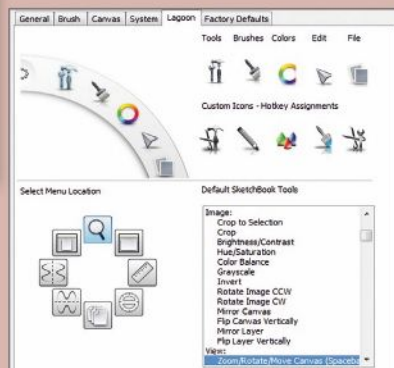 General Brush Canvas System Lagoon Factory Defaults
Tools Brushes Colors Edit File
Custom Icons - Hotkey Assignments
Select Menu Location
Default SketchBook Tools
Image:
Crop to Selection
Crop
Brightness/Contrast
Hue/Saturation
Color Balance
Grayscale
Invert
Rotate Image CCW
Rotate Image CW
Mirror Canvas
Flip Canvas Vertically
Mirror Layer
Flip Layer Vertically
View:
Zoom/Rotate/Move Canvas (Spaceba